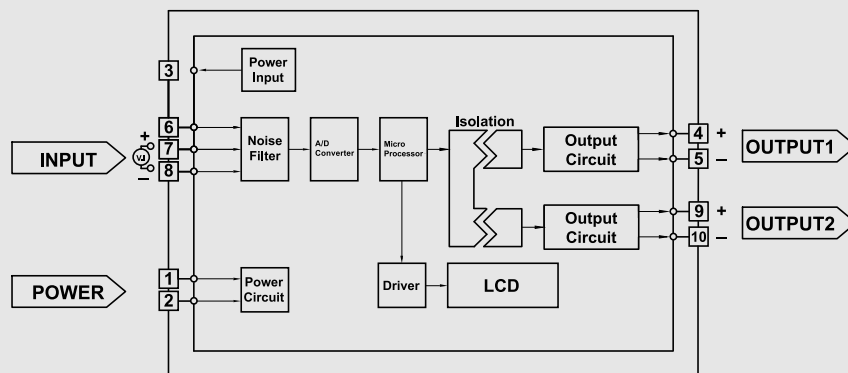 3
Power
Input
Isolation
INPUT
+
V.I
−
6
7
8
Noise
Filter
A/D
Converter
Micro
Processor
Output
Circuit
4 +
5 −
OUTPUT1
Output
Circuit
9 +
10 −
OUTPUT2
POWER
1
2
Power
Circuit
Driver
LCD